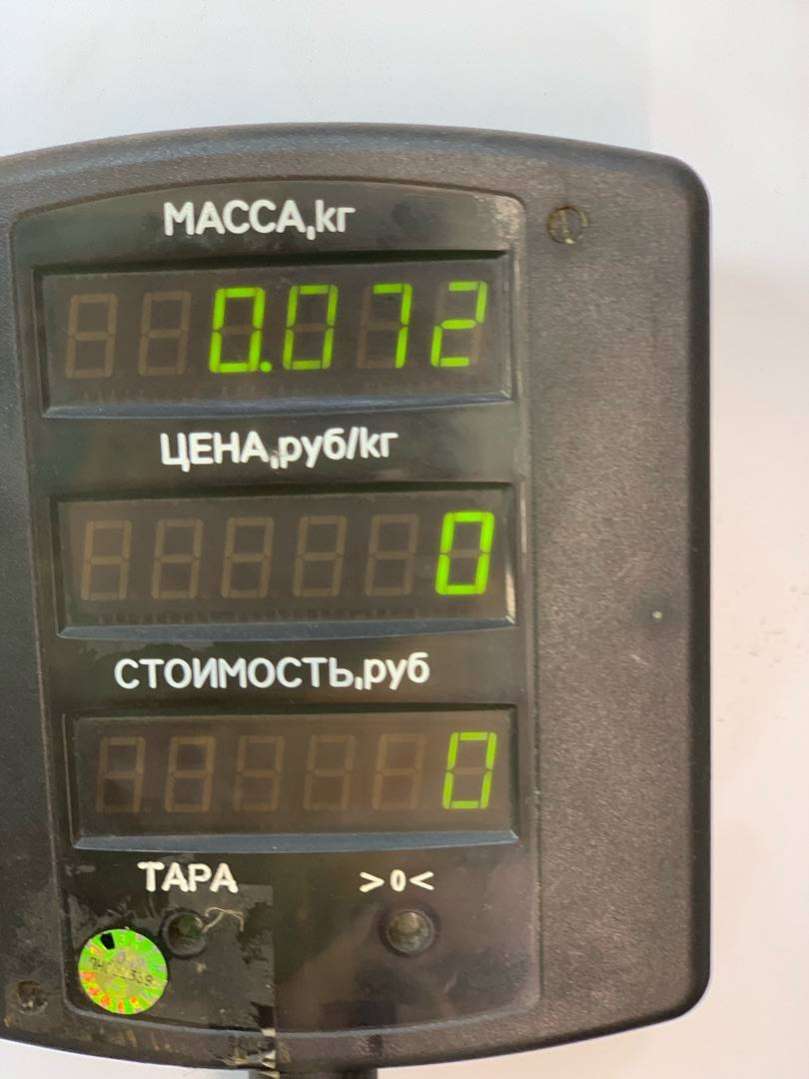 МАССА,кг
0.072
ЦЕНА,руб/кг
0
СТОИМОСТЬ,руб
0
ТАРА >0<